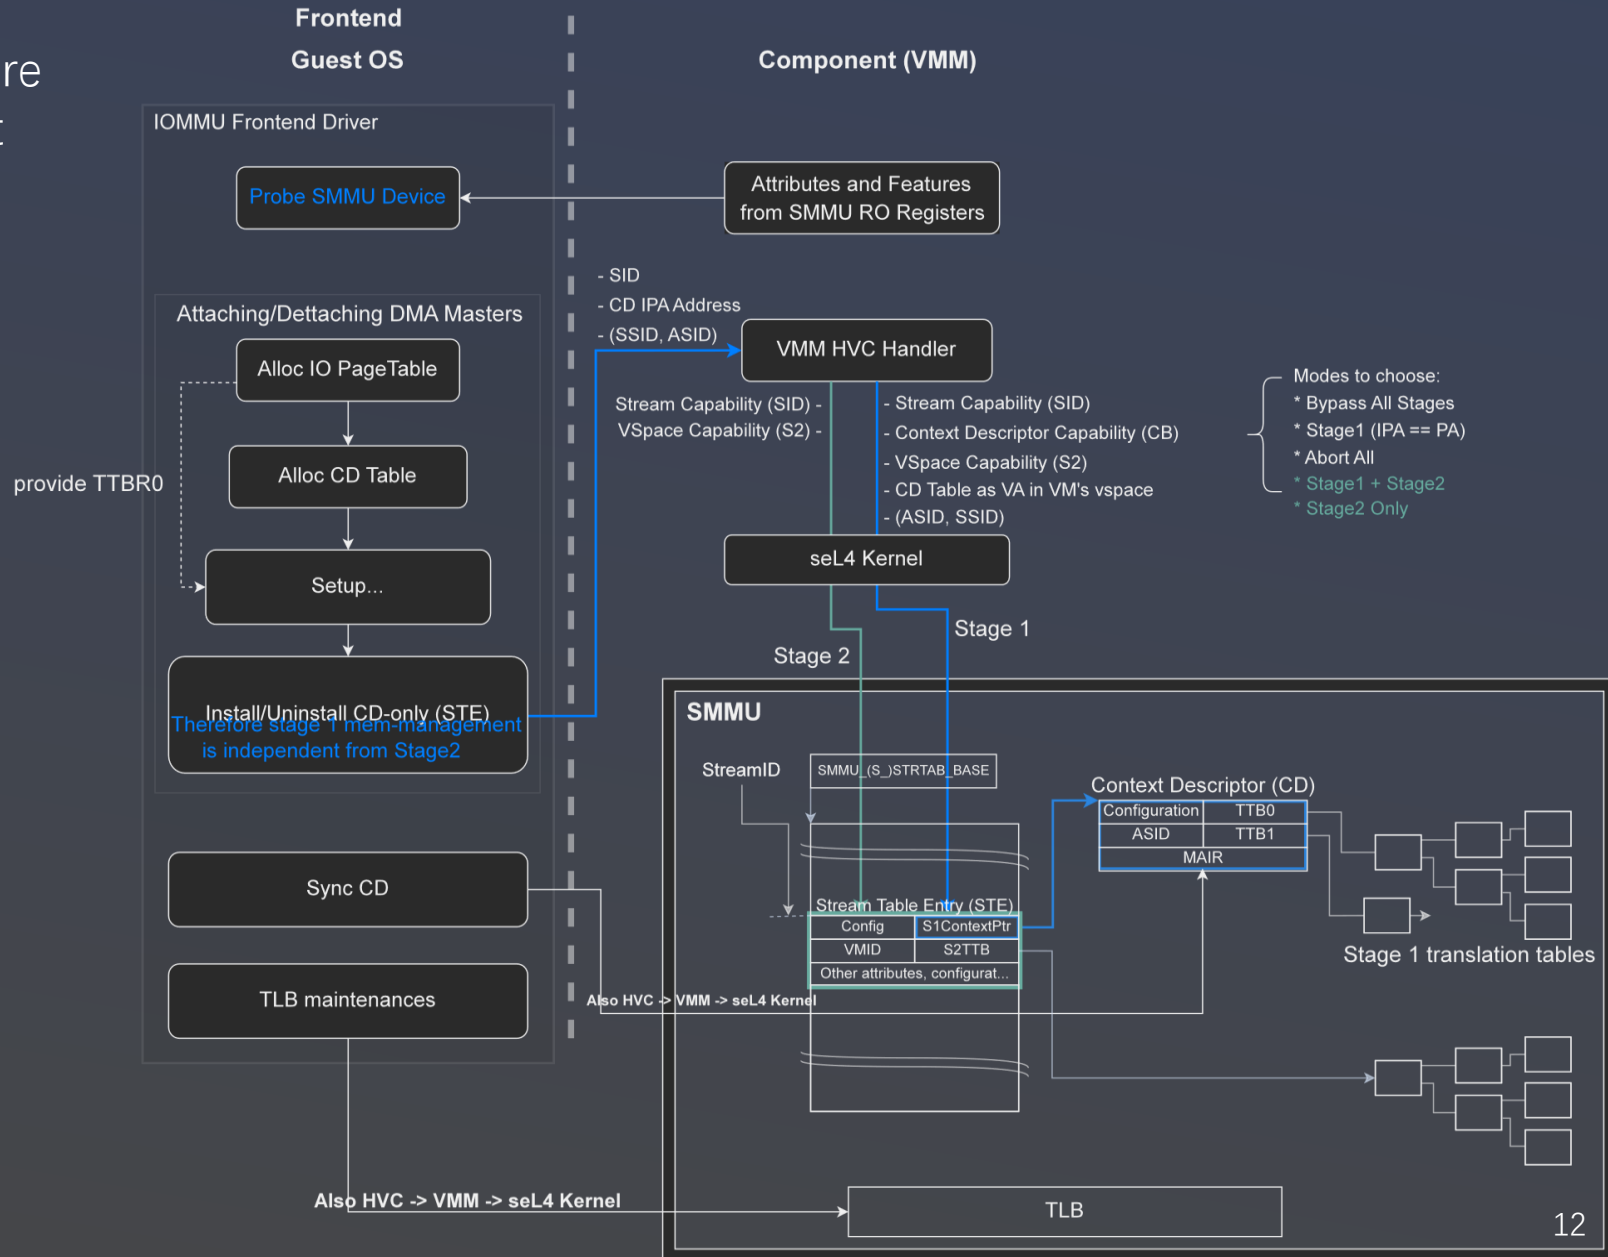 re
t
Frontend
Guest OS
Component (VMM)
IOMMU Frontend Driver
Probe SMMU Device
Attributes and Features
from SMMU RO Registers
Attaching/Dettaching DMA Masters
Alloc IO PageTable
Alloc CD Table
provide TTBR0
Setup...
Install/Uninstall CD-only (STE)
Therefore stage 1 mem-management
is independent from Stage2
Sync CD
TLB maintenances
- SID
- CD IPA Address
- (SSID, ASID)
VMM HVC Handler
Stream Capability (SID) -
VSpace Capability (S2) -
- Stream Capability (SID)
- Context Descriptor Capability (CB)
- VSpace Capability (S2)
- CD Table as VA in VM's vspace
- (ASID, SSID)
Modes to choose:
* Bypass All Stages
* Stage1 (IPA == PA)
* Abort All
* Stage1 + Stage2
* Stage2 Only
seL4 Kernel
Stage 1
Stage 2
SMMU
StreamID
SMMU_(S_)STRTAB_BASE
Context Descriptor (CD)
Configuration
TTB0
ASID
TTB1
MAIR
Stream Table Entry (STE)
Config
S1ContextPtr
VMID
S2TTB
Other attributes, configurat...
Stage 1 translation tables
Also HVC -> VMM -> seL4 Kernel
Also HVC -> VMM -> seL4 Kernel
TLB
12